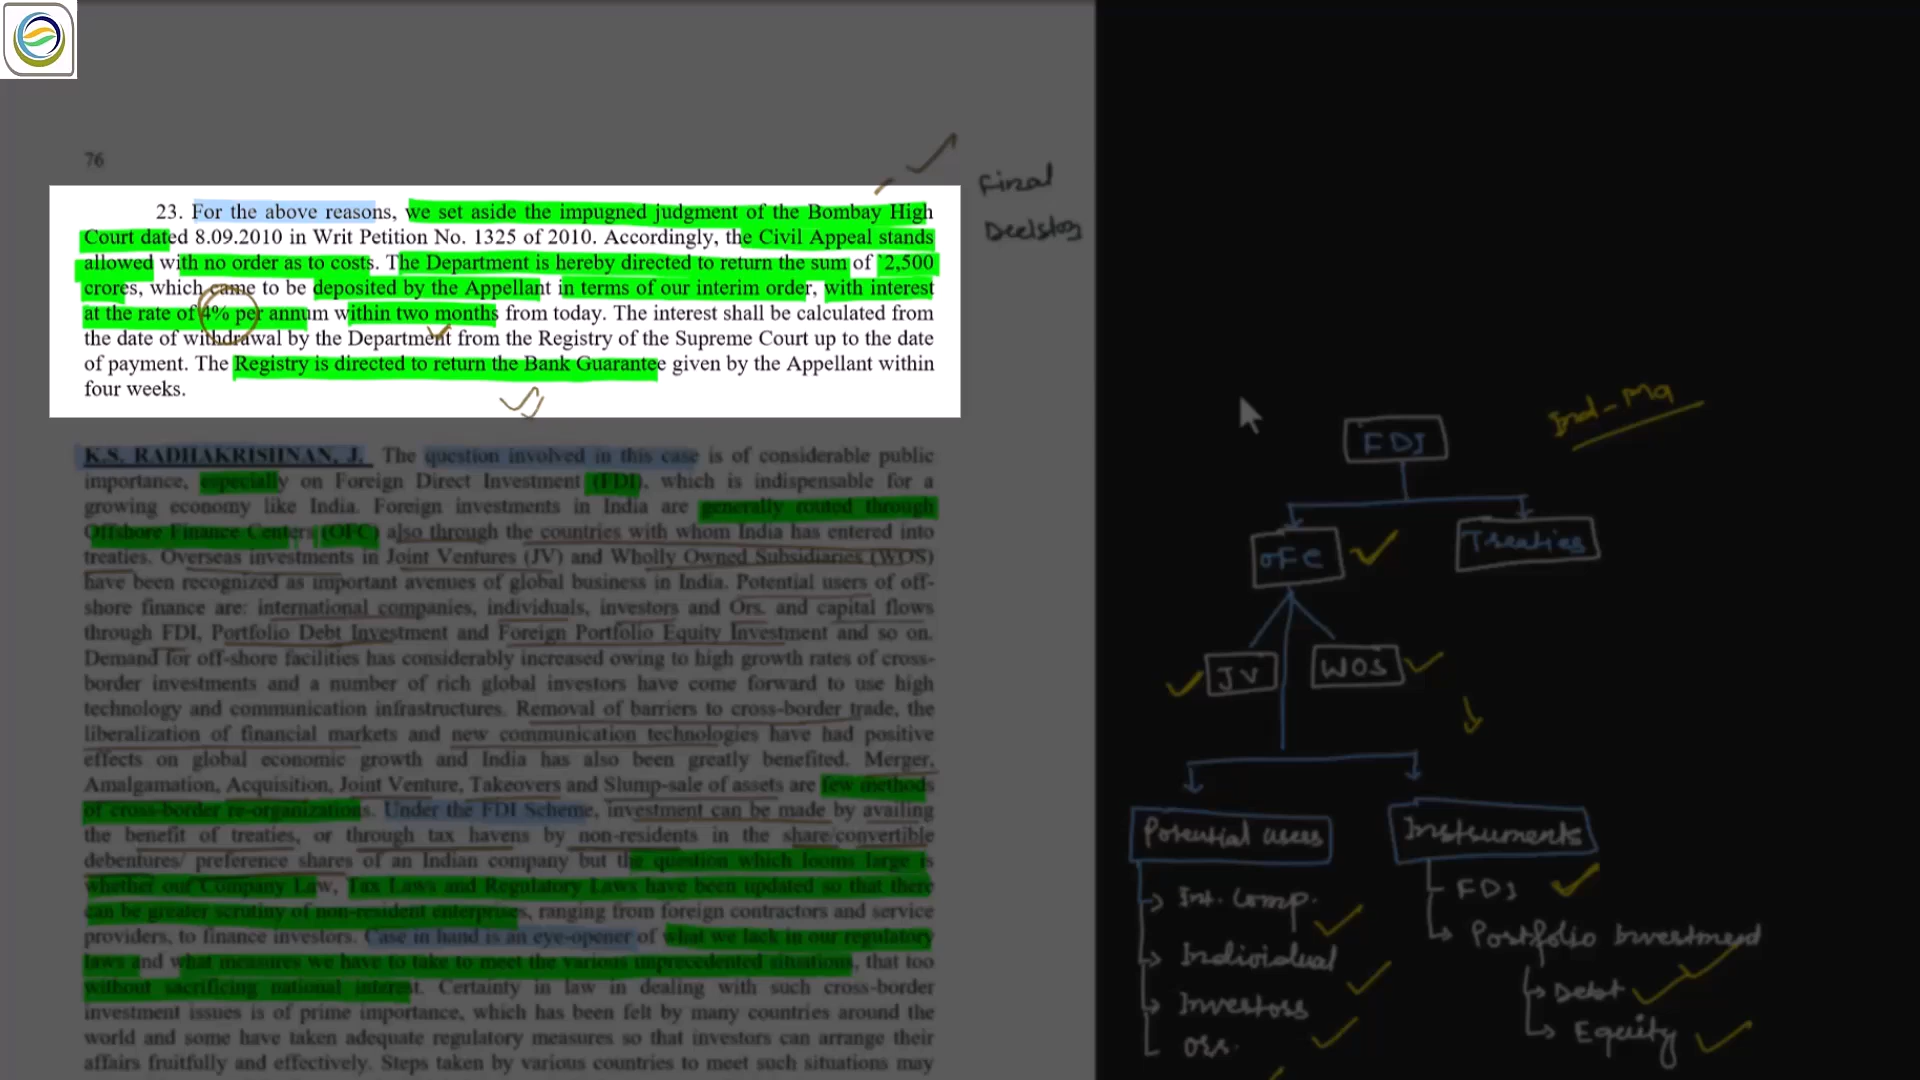 76
Final
Decision
23. For the above reasons, we set aside the impugned judgment of the Bombay High
Court dated 8.09.2010 in Writ Petition No. 1325 of 2010. Accordingly, the Civil Appeal stands
allowed with no order as to costs. The Department is hereby directed to return the sum of `2,500
crores, which came to be deposited by the Appellant in terms of our interim order, with interest
at the rate of 4% per annum within two months from today. The interest shall be calculated from
the date of withdrawal by the Department from the Registry of the Supreme Court up to the date
of payment. The Registry is directed to return the Bank Guarantee given by the Appellant within
four weeks.
K.S. RADHAKRISHNAN, J. The question involved in this case is of considerable public
importance, especially on Foreign Direct Investment (FDI), which is indispensable for a
growing economy like India. Foreign investments in India are generally routed through
Offshore Finance Centers (OFC) also through the countries with whom India has entered into
treaties. Overseas investments in Joint Ventures (JV) and Wholly Owned Subsidiaries (WOS)
have been recognized as important avenues of global business in India. Potential users of off-
shore finance are: international companies, individuals, investors and Ors. and capital flows
through FDI, Portfolio Debt Investment and Foreign Portfolio Equity Investment and so on.
Demand for off-shore facilities has considerably increased owing to high growth rates of cross-
border investments and a number of rich global investors have come forward to use high
technology and communication infrastructures. Removal of barriers to cross-border trade, the
liberalization of financial markets and new communication technologies have had positive
effects on global economic growth and India has also been greatly benefited. Merger,
Amalgamation, Acquisition, Joint Venture, Takeovers and Slump-sale of assets are few methods
of cross-border re-organizations. Under the FDI Scheme, investment can be made by availing
the benefit of treaties, or through tax havens by non-residents in the share/convertible
debentures/ preference shares of an Indian company but the question which looms large is
whether our Company Law, Tax Laws and Regulatory Laws have been updated so that there
can be greater scrutiny of non-resident enterprises, ranging from foreign contractors and service
providers, to finance investors. Case in hand is an eye-opener of what we lack in our regulatory
laws and what measures we have to take to meet the various unprecedented situations, that too
without sacrificing national interest. Certainty in law in dealing with such cross-border
investment issues is of prime importance, which has been felt by many countries around the
world and some have taken adequate regulatory measures so that investors can arrange their
affairs fruitfully and effectively. Steps taken by various countries to meet such situations may
Ind-Ma
FDI
OFC
Treaties
JV
WOS
Potential users
Instruments
Int. Comp.
Individual
Investors
Ors.
FDI
Portfolio Investment
Debt
Equity